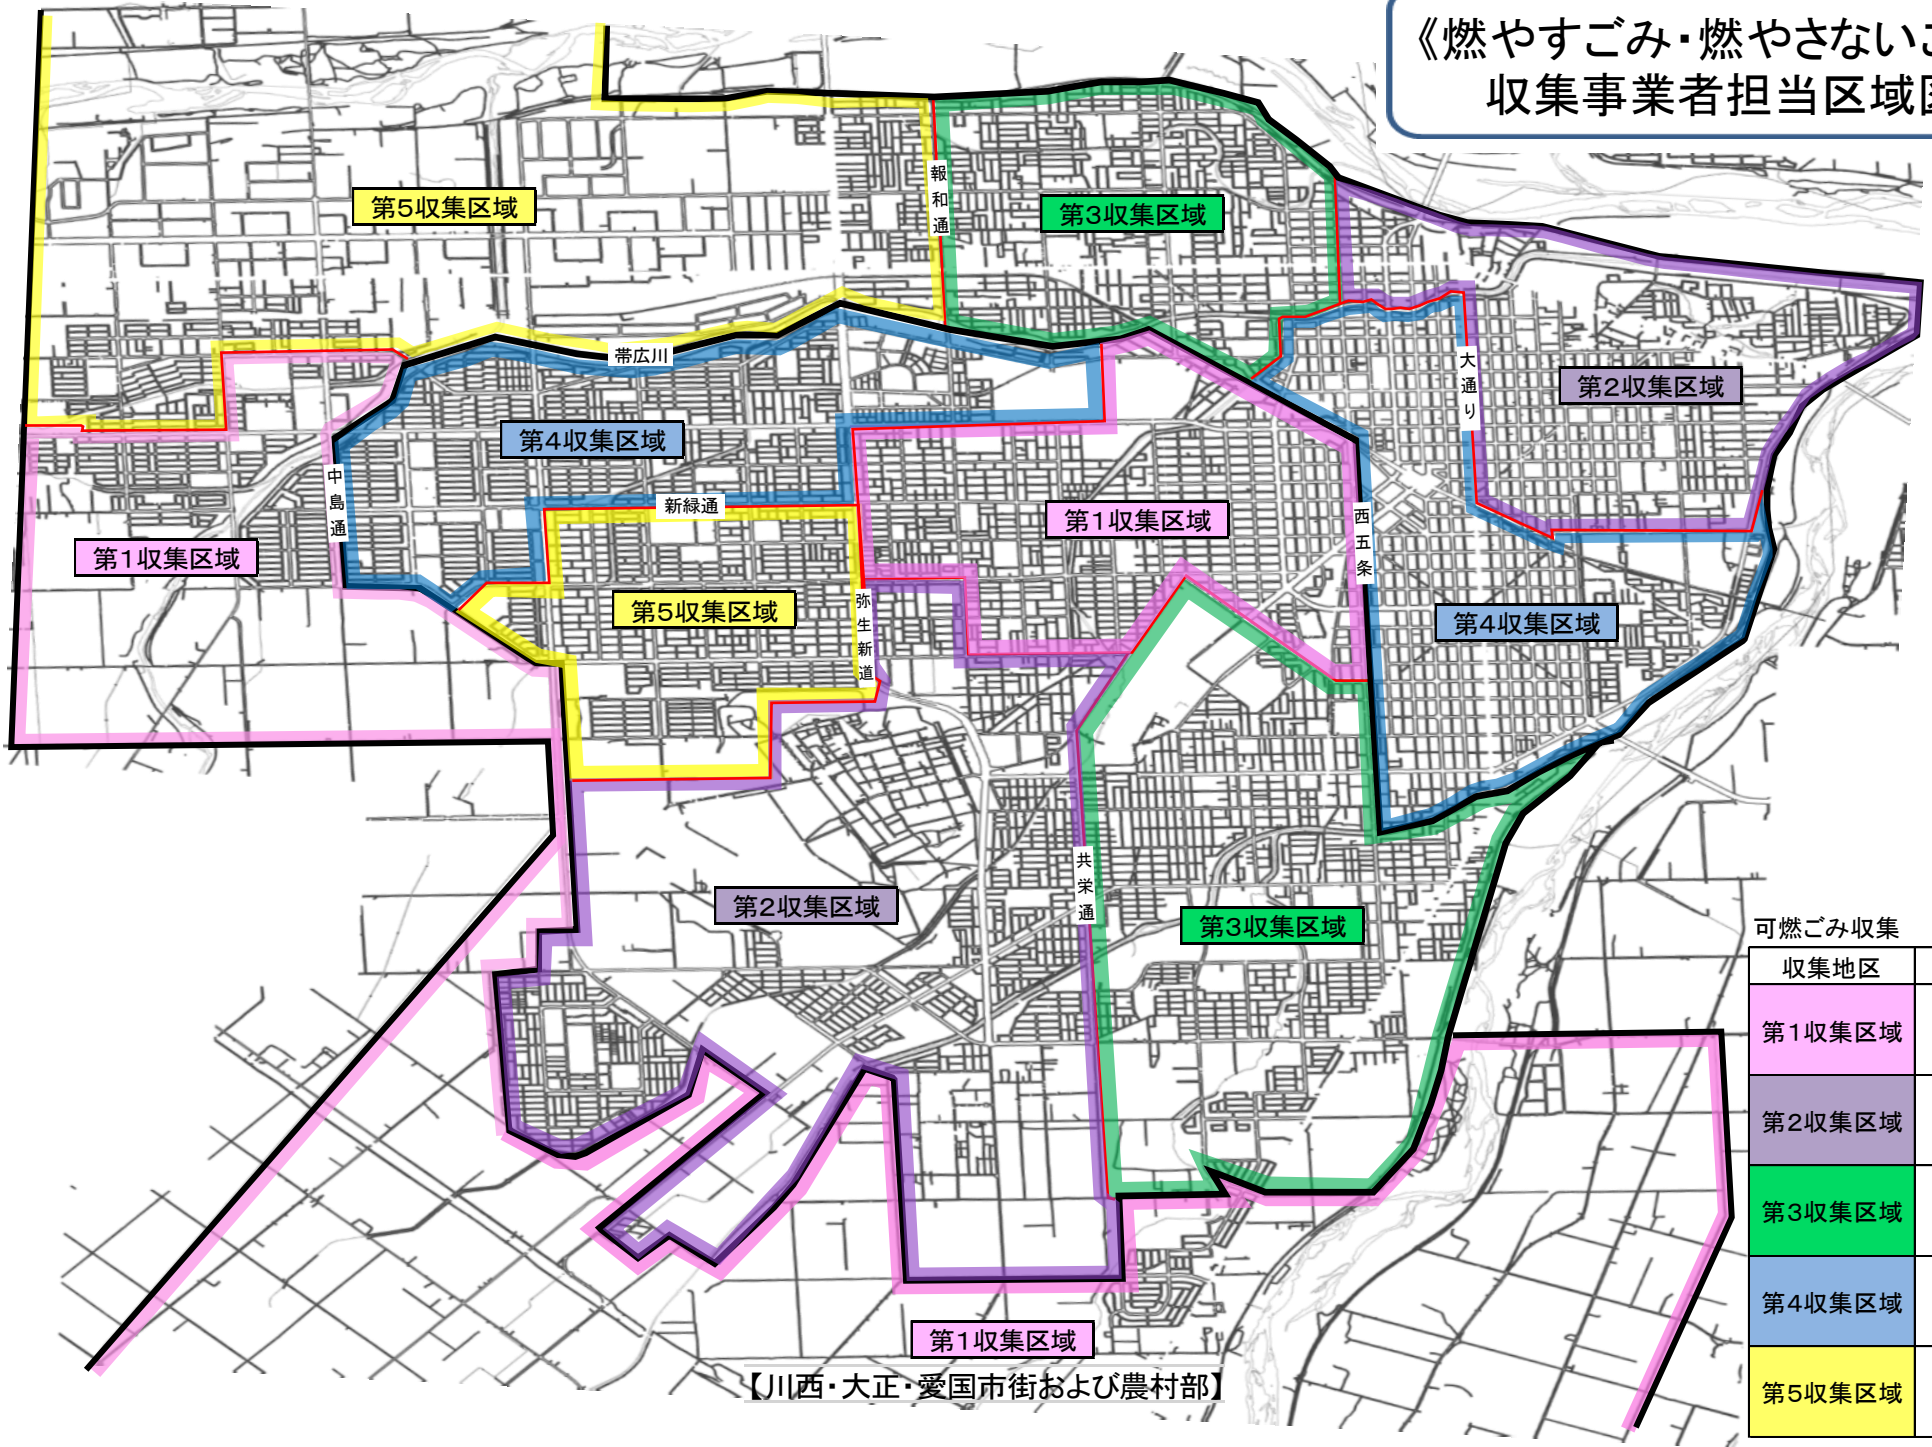 《燃やすごみ・燃やさないご
収集事業者担当区域
第5収集区域
報和通
第3収集区域
帯広川
大通り
第2収集区域
第4収集区域
中島通
新緑通
第1収集区域
西五条
第1収集区域
第5収集区域
弥生新道
第4収集区域
共栄通
第2収集区域
第3収集区域
第1収集区域
【川西・大正・愛国市街および農村部】
可燃ごみ収集
収集地区
第1収集区域
第2収集区域
第3収集区域
第4収集区域
第5収集区域